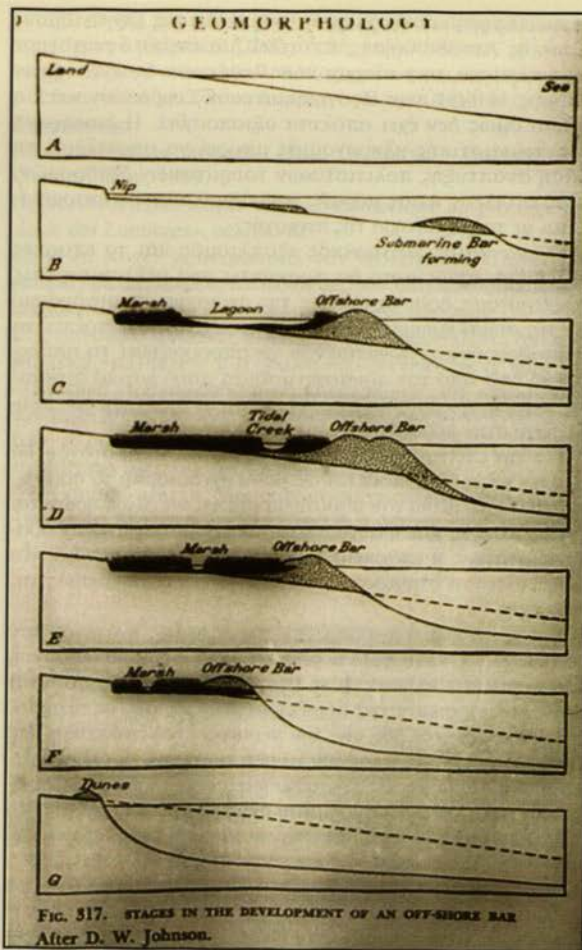 GEOMORPHOLOGY
Land
Sea
A
Nip
Submarine Bar
forming
B
Marsh
Lagoon
Offshore Bar
C
Marsh
Tidal
Creek
Offshore Bar
D
Marsh
Offshore Bar
E
Marsh
Offshore Bar
F
Dunes
G
FIG. 317. STAGES IN THE DEVELOPMENT OF AN OFF-SHORE BAR
After D. W. Johnson.